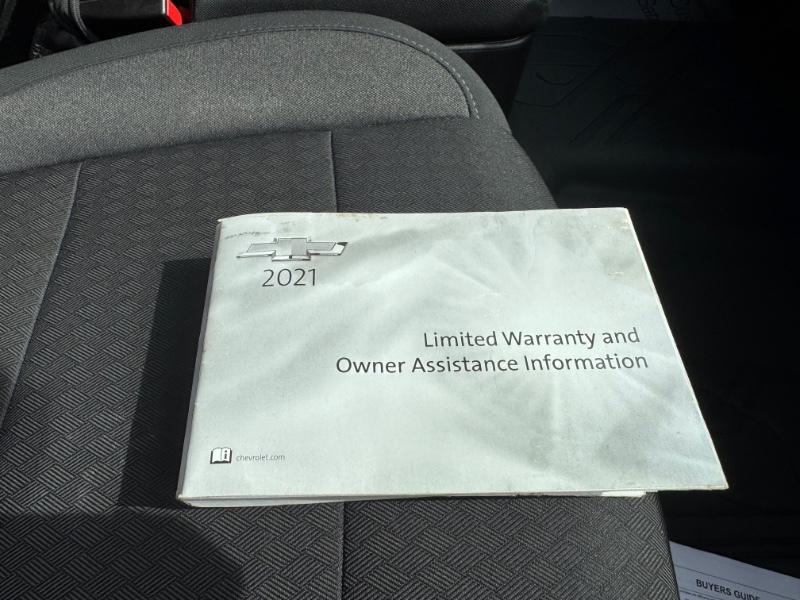 2021
Limited Warranty and
Owner Assistance Information
chevrolet.com
BUYERS GUIDE